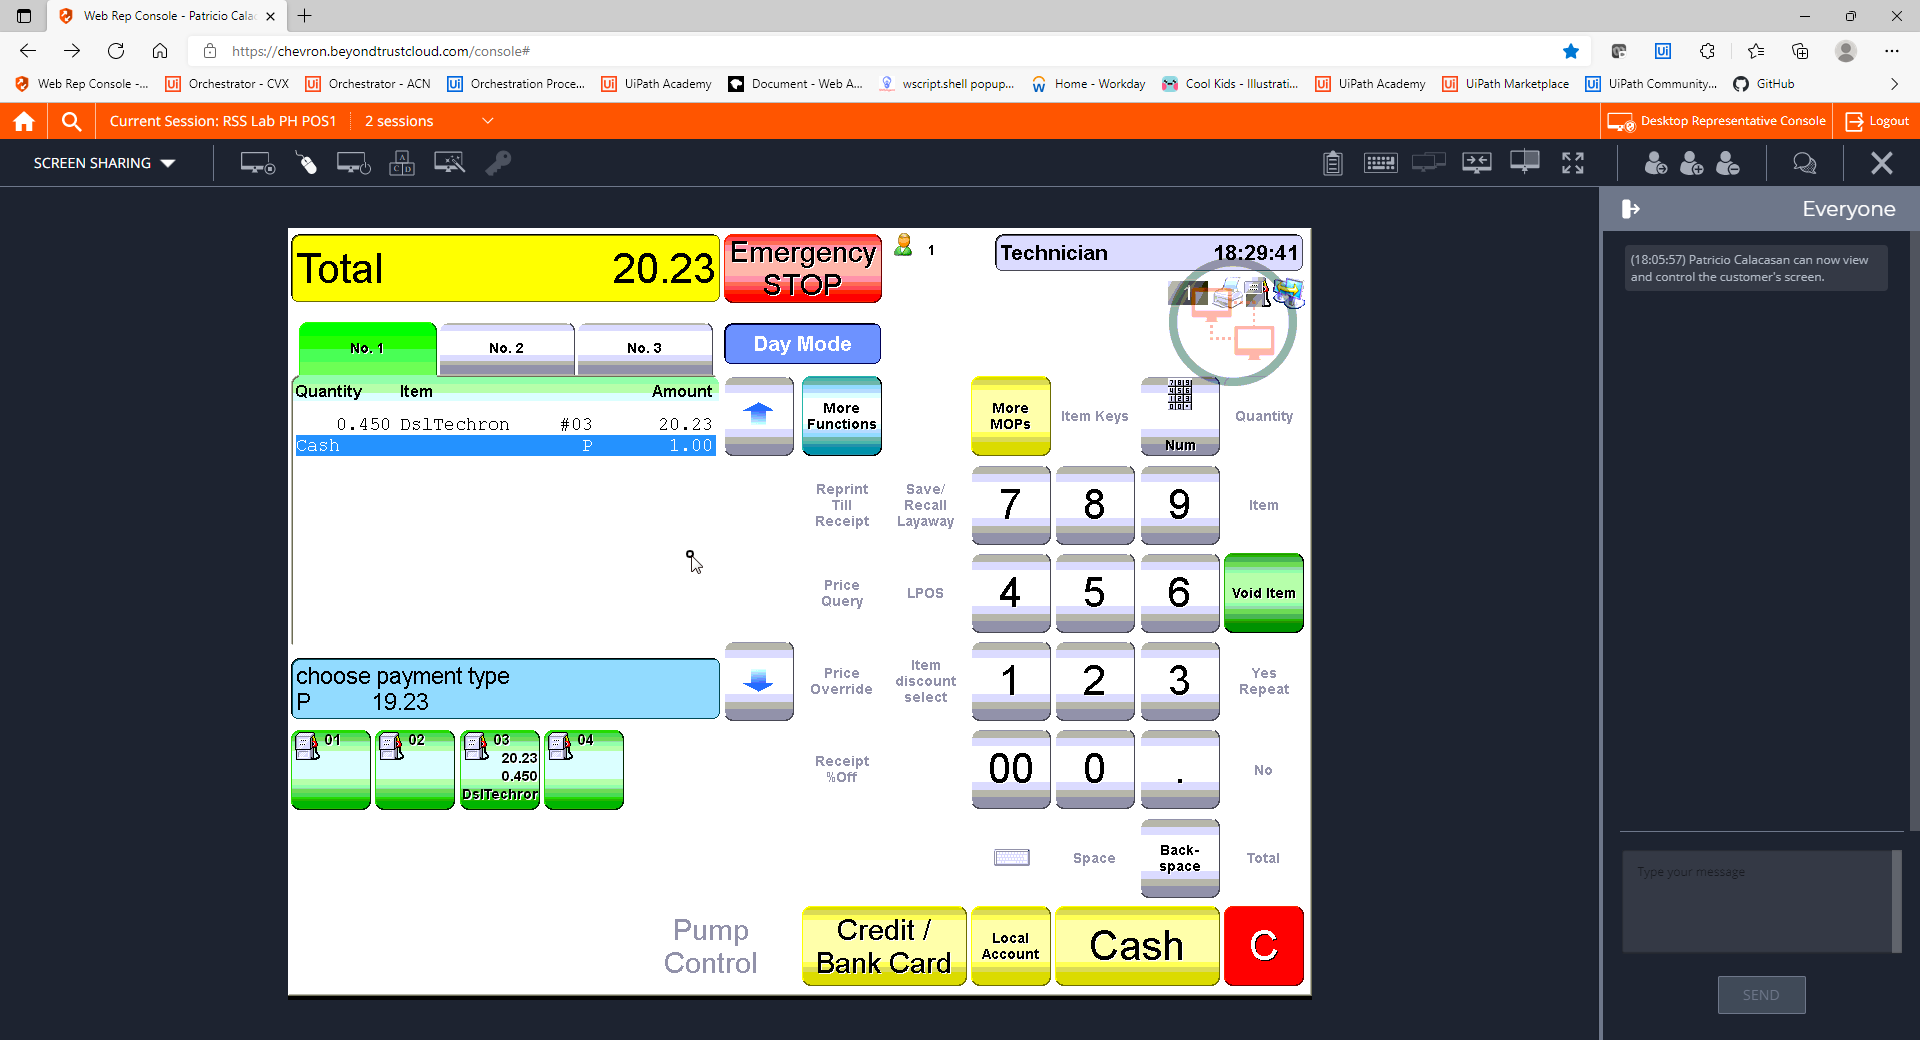 Web Rep Console - Patricio Cala
https://chevron.beyondtrustcloud.com/console#
Web Rep Console -...
Orchestrator - CVX
Orchestrator - ACN
Orchestration Proce...
UiPath Academy
Document - Web A...
wscript.shell popup...
Home - Workday
Cool Kids - Illustrati...
UiPath Academy
UiPath Marketplace
UiPath Community...
GitHub
Current Session: RSS Lab PH POS1
2 sessions
Desktop Representative Console
Logout
SCREEN SHARING
Everyone
(18:05:57) Patricio Calacasan can now view
and control the customer's screen.
Total 20.23
Emergency
STOP
1
Technician 18:29:41
1
No. 1
No. 2
No. 3
Day Mode
Quantity Item Amount
0.450 DslTechron #03 20.23
Cash P 1.00
More
Functions
More
MOPs
Item Keys
Num
Quantity
Reprint
Till
Receipt
Save/
Recall
Layaway
7
8
9
Item
Price
Query
LPOS
4
5
6
Void Item
choose payment type
P 19.23
Price
Override
Item
discount
select
1
2
3
Yes
Repeat
01
02
03
20.23
0.450
DslTechron
04
Receipt
%Off
00
0
.
No
Space
Back-
space
Total
Pump
Control
Credit /
Bank Card
Local
Account
Cash
C
Type your message
SEND